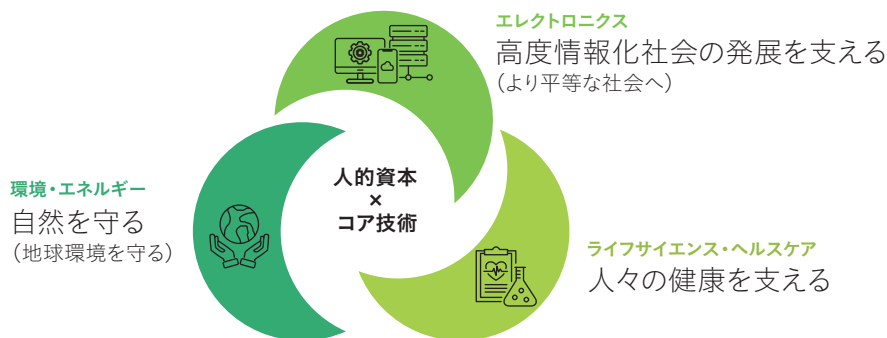 エレクトロニクス
高度情報化社会の発展を支える
(より平等な社会へ)
人的資本
×
コア技術
環境・エネルギー
自然を守る
(地球環境を守る)
ライフサイエンス・ヘルスケア
人々の健康を支える